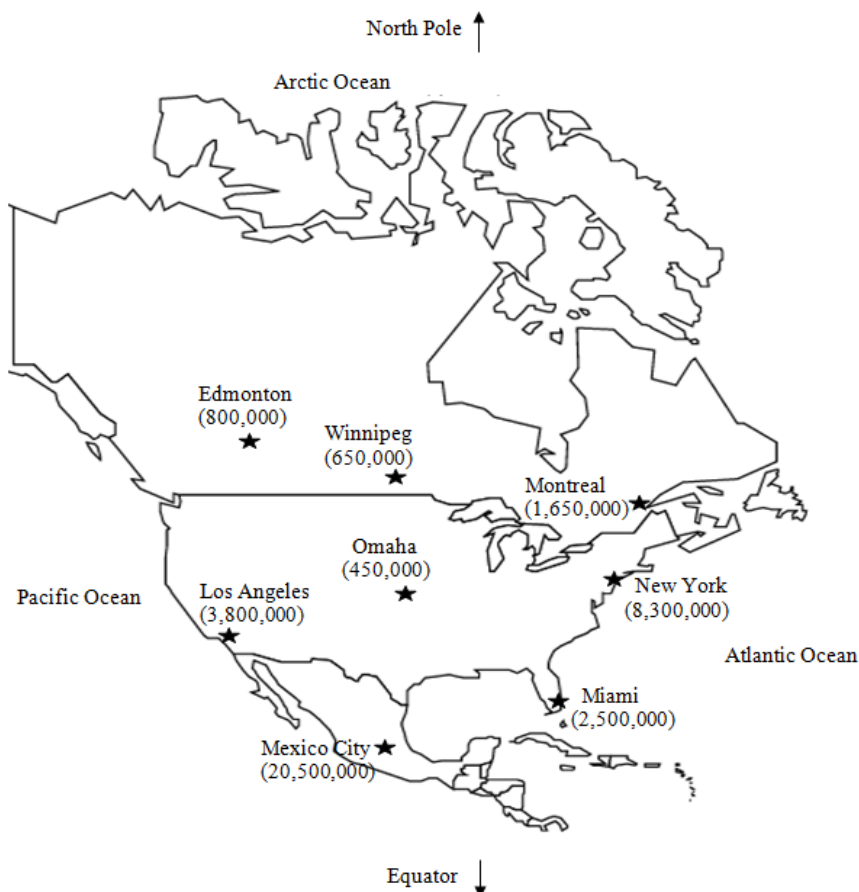 North Pole
Arctic Ocean
Edmonton
(800,000)
Winnipeg
(650,000)
Montreal
(1,650,000)
Omaha
(450,000)
Los Angeles
(3,800,000)
Pacific Ocean
New York
(8,300,000)
Atlantic Ocean
Miami
(2,500,000)
Mexico City
(20,500,000)
Equator